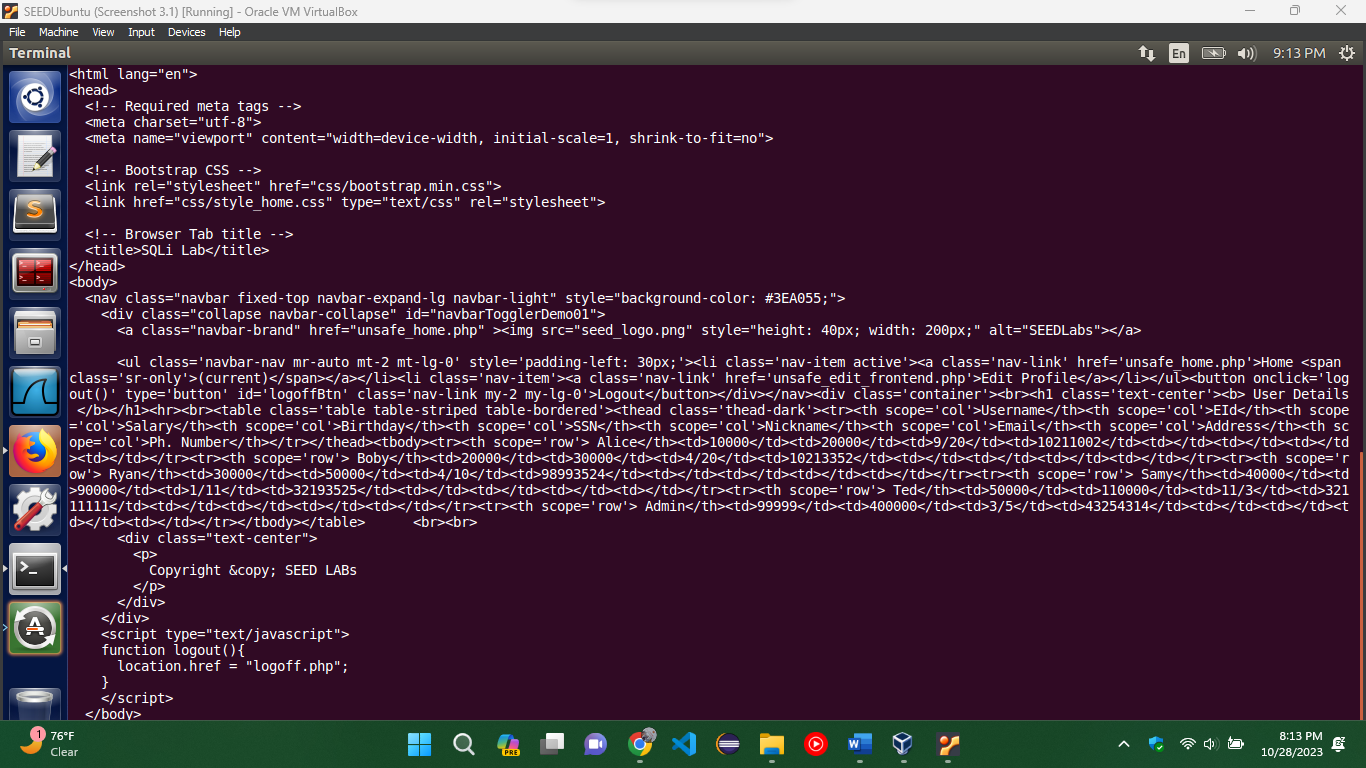 SEEDUbuntu (Screenshot 3.1) [Running] - Oracle VM VirtualBox
File Machine View Input Devices Help
Terminal En 9:13 PM
<html lang="en">
<head>
  <!-- Required meta tags -->
  <meta charset="utf-8">
  <meta name="viewport" content="width=device-width, initial-scale=1, shrink-to-fit=no">

  <!-- Bootstrap CSS -->
  <link rel="stylesheet" href="css/bootstrap.min.css">
  <link href="css/style_home.css" type="text/css" rel="stylesheet">

  <!-- Browser Tab title -->
  <title>SQLi Lab</title>
</head>
<body>
  <nav class="navbar fixed-top navbar-expand-lg navbar-light" style="background-color: #3EA055;">
    <div class="collapse navbar-collapse" id="navbarTogglerDemo01">
      <a class="navbar-brand" href="unsafe_home.php" ><img src="seed_logo.png" style="height: 40px; width: 200px;" alt="SEEDLabs"></a>

      <ul class='navbar-nav mr-auto mt-2 mt-lg-0' style='padding-left: 30px;'><li class='nav-item active'><a class='nav-link' href='unsafe_home.php'>Home <span
class='sr-only'>(current)</span></a></li><li class='nav-item'><a class='nav-link' href='unsafe_edit_frontend.php'>Edit Profile</a></li></ul><button onclick='log
out()' type='button' id='logoffBtn' class='nav-link my-2 my-lg-0'>Logout</button></div></nav><div class='container'><br><h1 class='text-center'><b> User Details
 </b></h1><hr><br><table class='table table-striped table-bordered'><thead class='thead-dark'><tr><th scope='col'>Username</th><th scope='col'>EId</th><th scope
='col'>Salary</th><th scope='col'>Birthday</th><th scope='col'>SSN</th><th scope='col'>Nickname</th><th scope='col'>Email</th><th scope='col'>Address</th><th sc
ope='col'>Ph. Number</th></tr></thead><tbody><tr><th scope='row'> Alice</th><td>10000</td><td>20000</td><td>9/20</td><td>10211002</td><td></td><td></td><td></td
><td></td></tr><tr><th scope='row'> Boby</th><td>20000</td><td>30000</td><td>4/20</td><td>10213352</td><td></td><td></td><td></td><td></td></tr><tr><th scope='r
ow'> Ryan</th><td>30000</td><td>50000</td><td>4/10</td><td>98993524</td><td></td><td></td><td></td><td></td></tr><tr><th scope='row'> Samy</th><td>40000</td><td
>90000</td><td>1/11</td><td>32193525</td><td></td><td></td><td></td><td></td></tr><tr><th scope='row'> Ted</th><td>50000</td><td>110000</td><td>11/3</td><td>321
11111</td><td></td><td></td><td></td><td></td></tr><tr><th scope='row'> Admin</th><td>99999</td><td>400000</td><td>3/5</td><td>43254314</td><td></td><td></td><t
d></td><td></td></tr></tbody></table>      <br><br>
      <div class="text-center">
        <p>
          Copyright &copy; SEED LABs
        </p>
      </div>
    </div>
    <script type="text/javascript">
    function logout(){
      location.href = "logoff.php";
    }
    </script>
  </body>
1 76°F
Clear
PRE
8:13 PM
10/28/2023